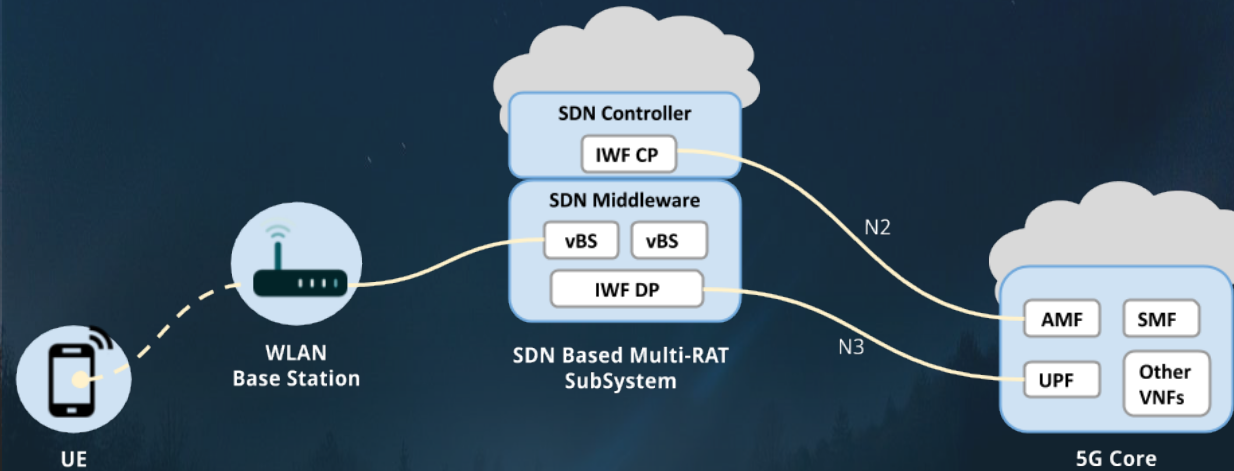 SDN Controller
IWF CP
SDN Middleware
vBS
vBS
IWF DP
SDN Based Multi-RAT
SubSystem
WLAN
Base Station
UE
N2
N3
AMF
SMF
UPF
Other
VNFs
5G Core